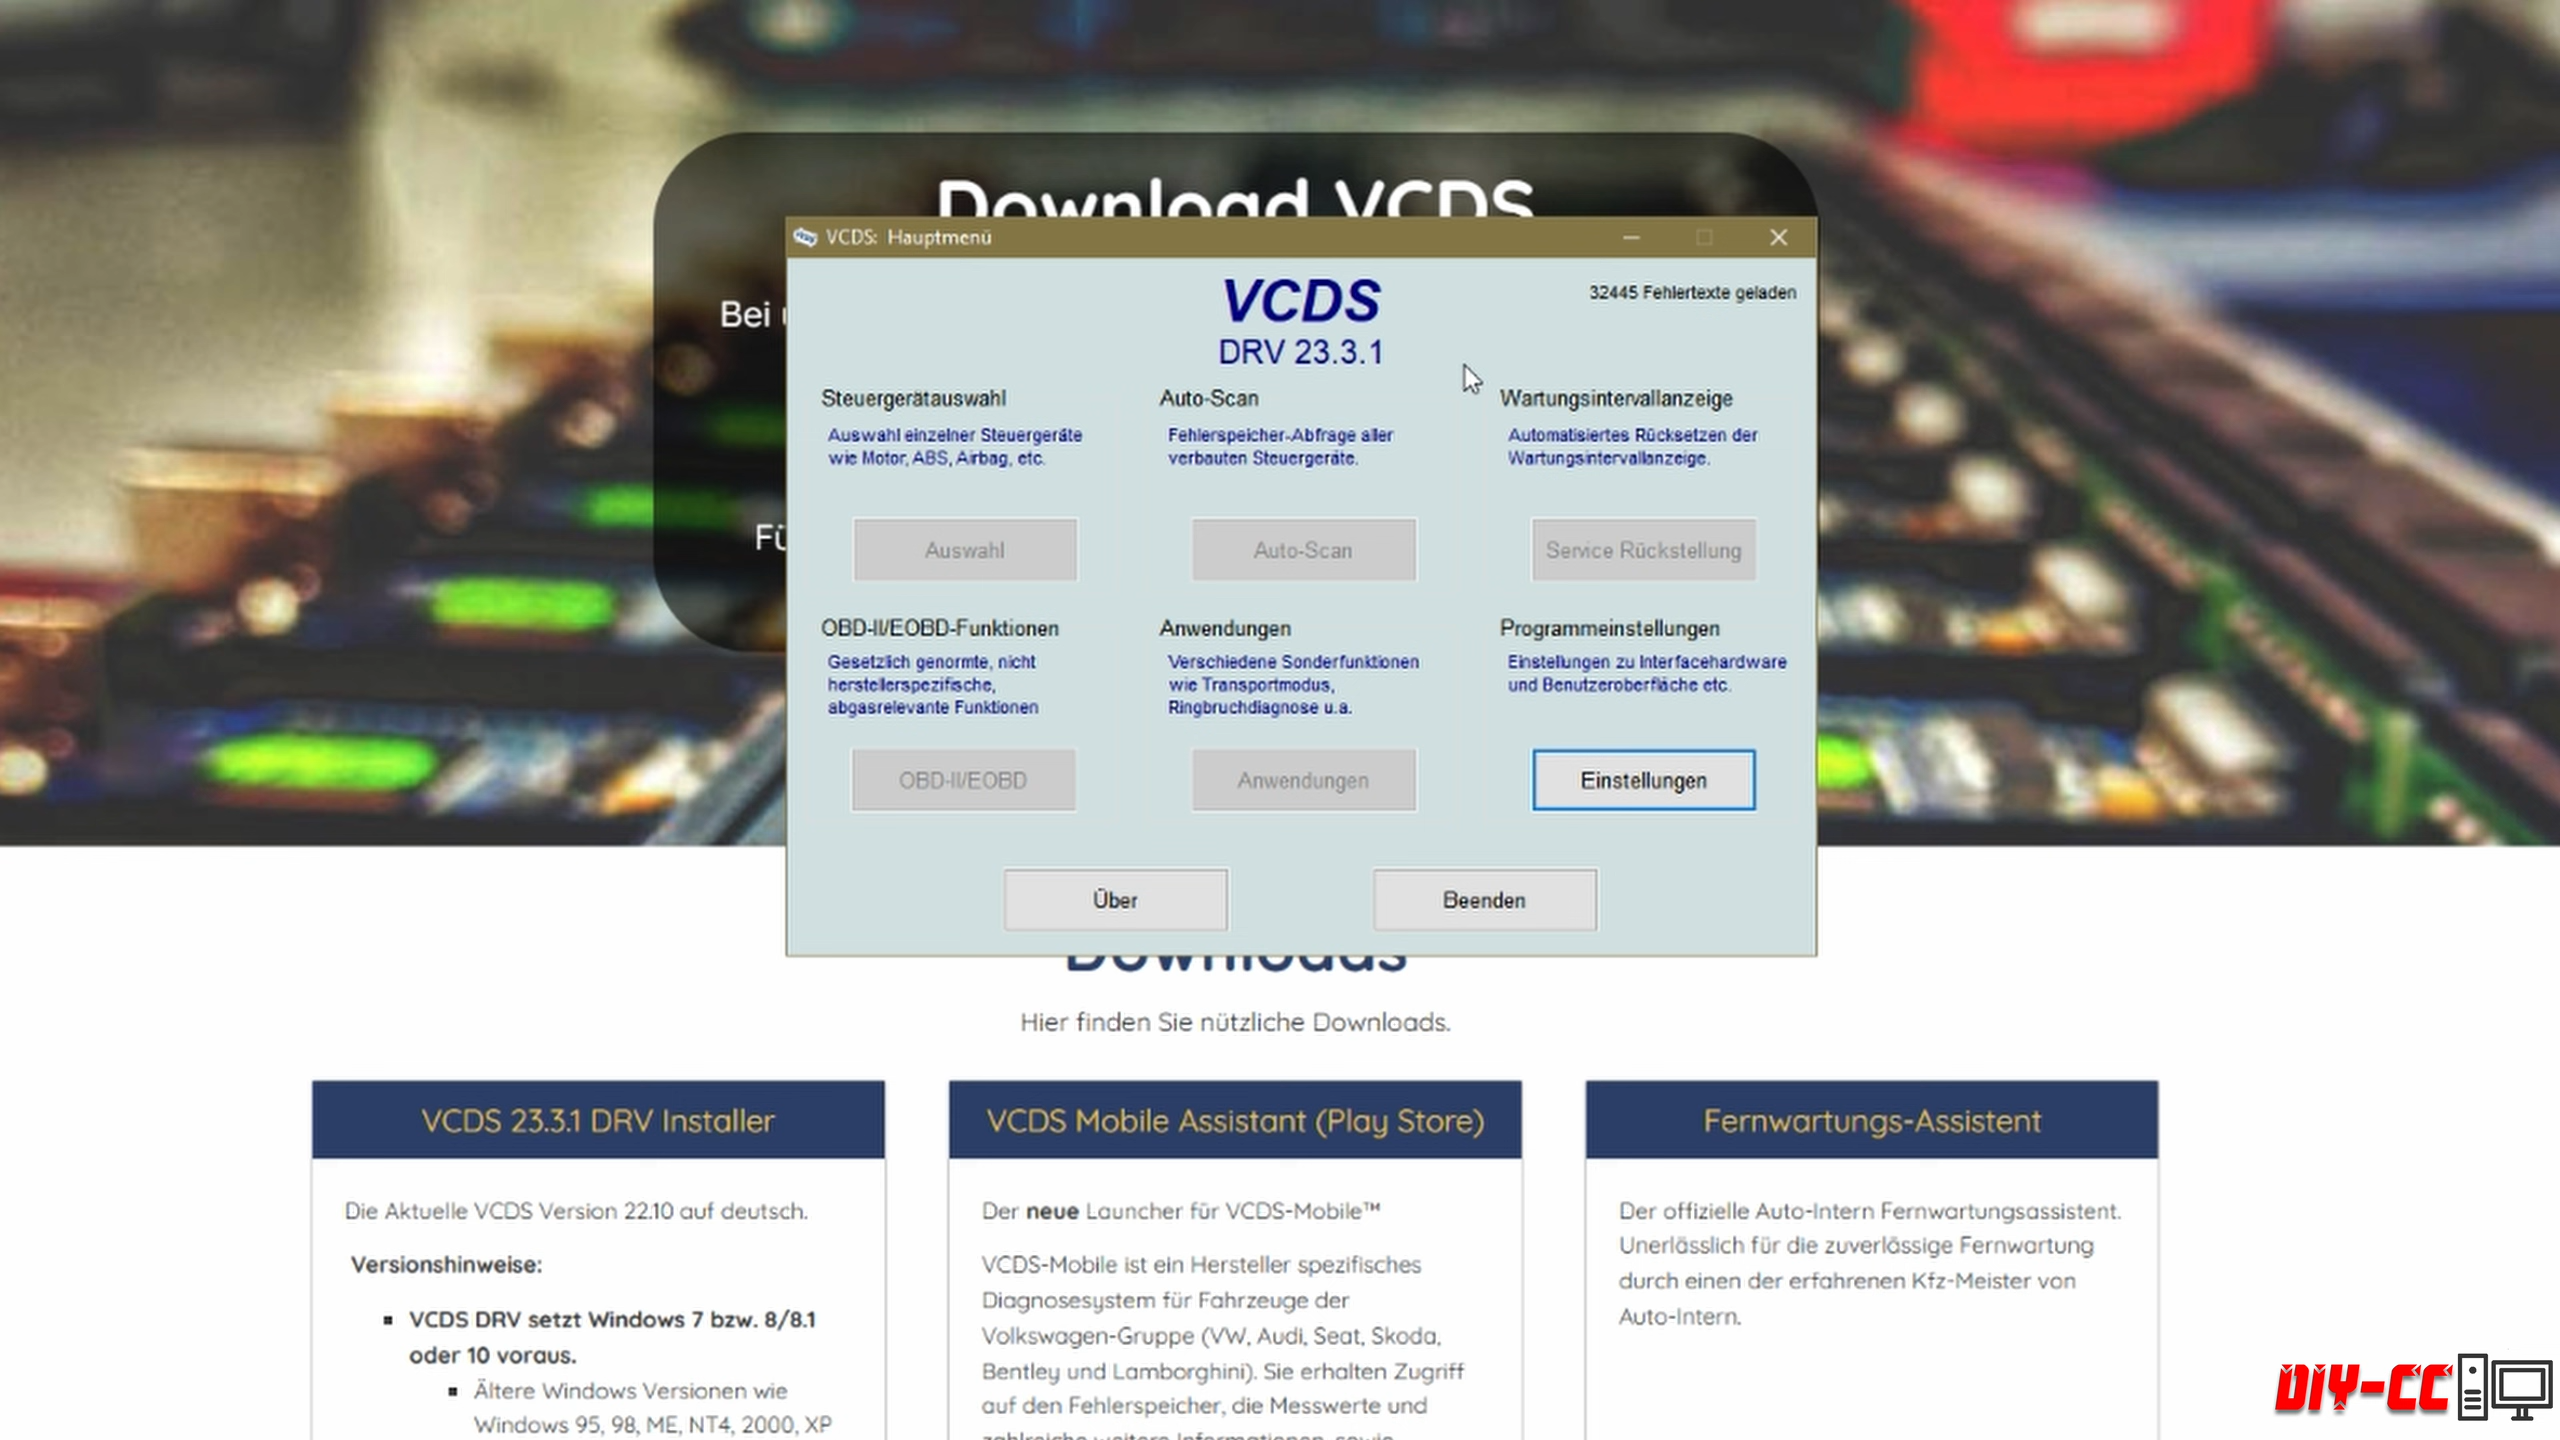 Download VCDS
Bei
Fü
VCDS: Hauptmenü
VCDS
DRV 23.3.1
32445 Fehlertexte geladen
Steuergerätauswahl
Auswahl einzelner Steuergeräte
wie Motor, ABS, Airbag, etc.
Auswahl
Auto-Scan
Fehlerspeicher-Abfrage aller
verbauten Steuergeräte.
Auto-Scan
Wartungsintervallanzeige
Automatisiertes Rücksetzen der
Wartungsintervallanzeige.
Service Rückstellung
OBD-II/EOBD-Funktionen
Gesetzlich genormte, nicht
herstellerspezifische,
abgasrelevante Funktionen
OBD-II/EOBD
Anwendungen
Verschiedene Sonderfunktionen
wie Transportmodus,
Ringbruchdiagnose u.a.
Anwendungen
Programmeinstellungen
Einstellungen zu Interfacehardware
und Benutzeroberfläche etc.
Einstellungen
Über
Beenden
Downloads
Hier finden Sie nützliche Downloads.
VCDS 23.3.1 DRV Installer
Die Aktuelle VCDS Version 22.10 auf deutsch.
Versionshinweise:
VCDS DRV setzt Windows 7 bzw. 8/8.1
oder 10 voraus.
Ältere Windows Versionen wie
Windows 95, 98, ME, NT4, 2000, XP
VCDS Mobile Assistant (Play Store)
Der neue Launcher für VCDS-Mobile™
VCDS-Mobile ist ein Hersteller spezifisches
Diagnosesystem für Fahrzeuge der
Volkswagen-Gruppe (VW, Audi, Seat, Skoda,
Bentley und Lamborghini). Sie erhalten Zugriff
auf den Fehlerspeicher, die Messwerte und
zahlreiche weitere Informationen, sowie
Fernwartungs-Assistent
Der offizielle Auto-Intern Fernwartungsassistent.
Unerlässlich für die zuverlässige Fernwartung
durch einen der erfahrenen Kfz-Meister von
Auto-Intern.
DIY-CC